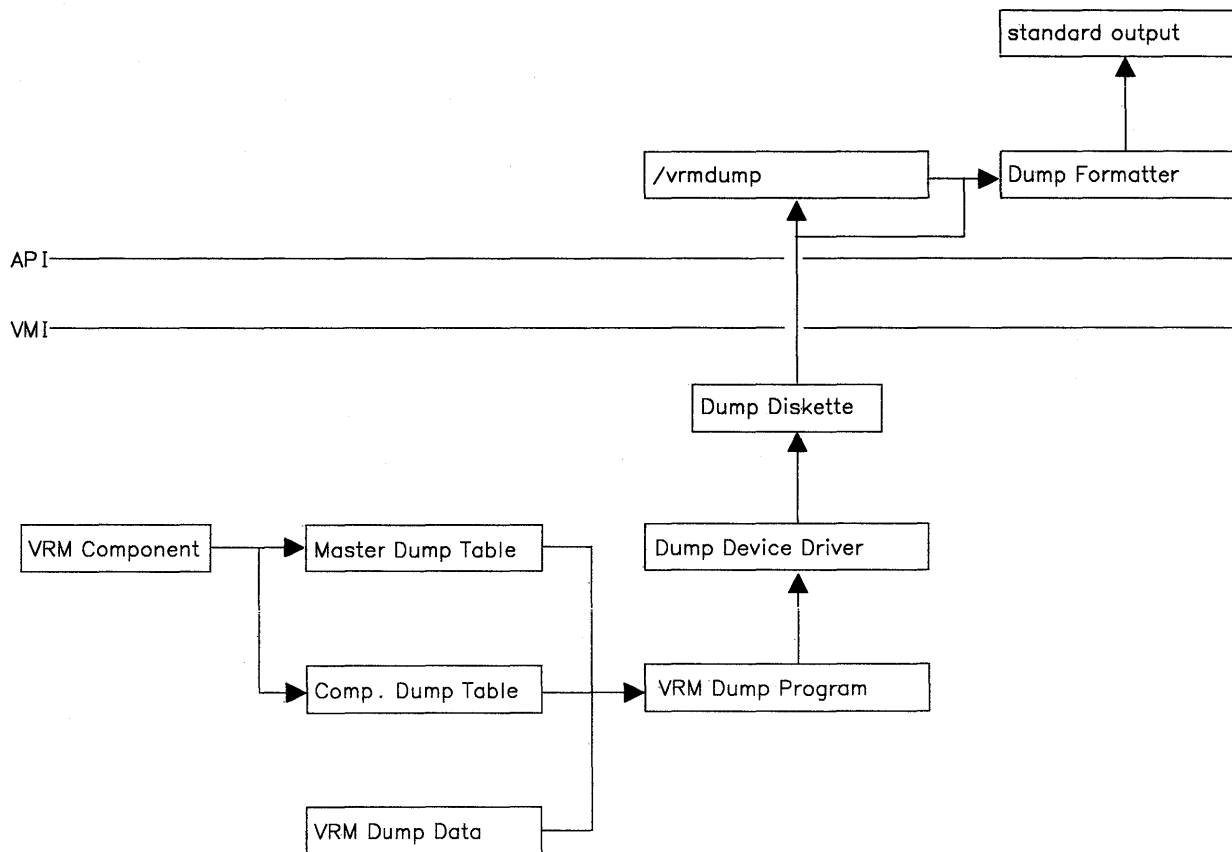 standard output
/vrmdump
Dump Formatter
API
VMI
Dump Diskette
VRM Component
Master Dump Table
Dump Device Driver
Comp. Dump Table
VRM Dump Program
VRM Dump Data